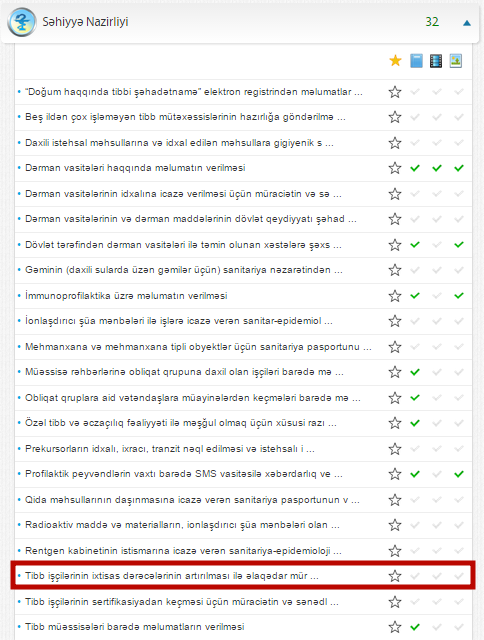 Səhiyyə Nazirliyi 32
“Doğum haqqında tibbi şəhadətnamə” elektron registrindən məlumatlar ...
Beş ildən çox işləməyən tibb mütəxəssislərinin hazırlığa göndərilmə ...
Daxili istehsal məhsullarına və idxal edilən məhsullara gigiyenik s ...
Dərman vasitələri haqqında məlumatın verilməsi
Dərman vasitələrinin idxalına icazə verilməsi üçün müraciətin və sə ...
Dərman vasitələrinin və dərman maddələrinin dövlət qeydiyyatı şəhad ...
Dövlət tərəfindən dərman vasitələri ilə təmin olunan xəstələrə şəxs ...
Gəminin (daxili sularda üzən gəmilər üçün) sanitariya nəzarətindən ...
İmmunoprofilaktika üzrə məlumatın verilməsi
İonlaşdırıcı şüa mənbələri ilə işlərə icazə verən sanitar-epidemiol ...
Mehmanxana və mehmanxana tipli obyektlər üçün sanitariya pasportunu ...
Müəssisə rəhbərlərinə obliqat qrupuna daxil olan işçiləri barədə mə ...
Obliqat qruplara aid vətəndaşlara müayinələrdən keçmələri barədə mə ...
Özəl tibb və əczaçılıq fəaliyyəti ilə məşğul olmaq üçün xüsusi razı ...
Prekursorların idxalı, ixracı, tranzit nəql edilməsi və istehsalı i ...
Profilaktik peyvəndlərin vaxtı barədə SMS vasitəsilə xəbərdarlıq ve ...
Qida məhsullarının daşınmasına icazə verən sanitariya pasportunun v ...
Radioaktiv maddə və materialların, ionlaşdırıcı şüa mənbələri olan ...
Rentgen kabinetinin istismarına icazə verən sanitariya-epidemioloji ...
Tibb işçilərinin ixtisas dərəcələrinin artırılması ilə əlaqədar mür ...
Tibb işçilərinin sertifikasiyadan keçməsi üçün müraciətin və sənədl ...
Tibb müəssisələri barədə məlumatların verilməsi